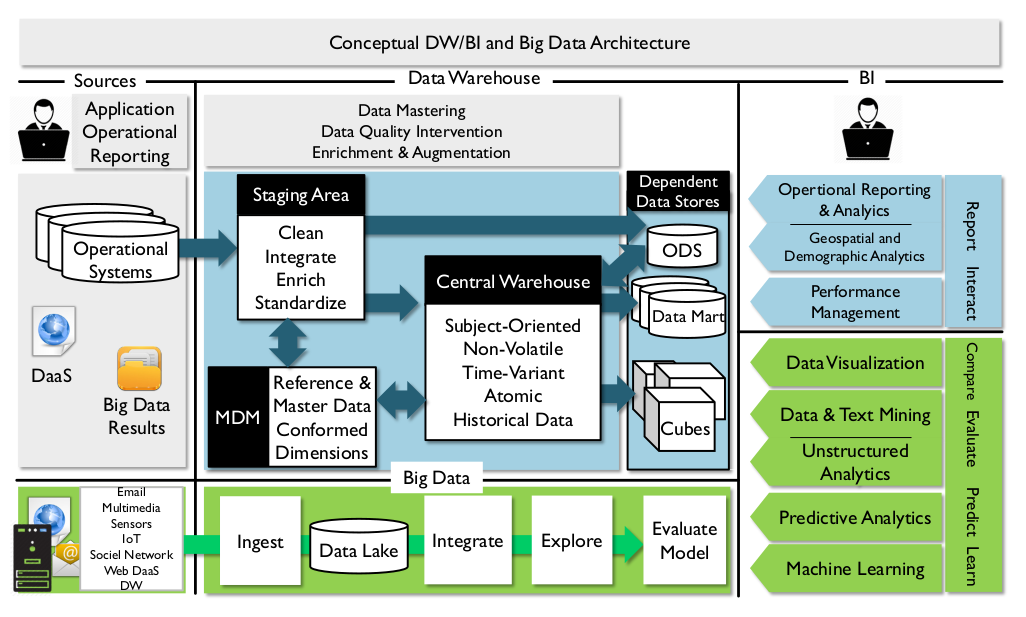 Conceptual DW/BI and Big Data Architecture
Sources
Data Warehouse
BI
Application
Operational
Reporting
Data Mastering
Data Quality Intervention
Enrichment & Augmentation
Operational
Systems
DaaS
Big Data
Results
Staging Area
Clean
Integrate
Enrich
Standardize
MDM
Reference &
Master Data
Conformed
Dimensions
Central Warehouse
Subject-Oriented
Non-Volatile
Time-Variant
Atomic
Historical Data
Dependent
Data Stores
ODS
Data Mart
Cubes
Opertional Reporting
& Analyics
Geospatial and
Demographic Analytics
Performance
Management
Report Interact
Data Visualization
Data & Text Mining
Unstructured
Analytics
Predictive Analytics
Machine Learning
Compare Evaluate Predict Learn
Big Data
Email
Multimedia
Sensors
IoT
Social Network
Web DaaS
DW
@
Ingest
Data Lake
Integrate
Explore
Evaluate
Model